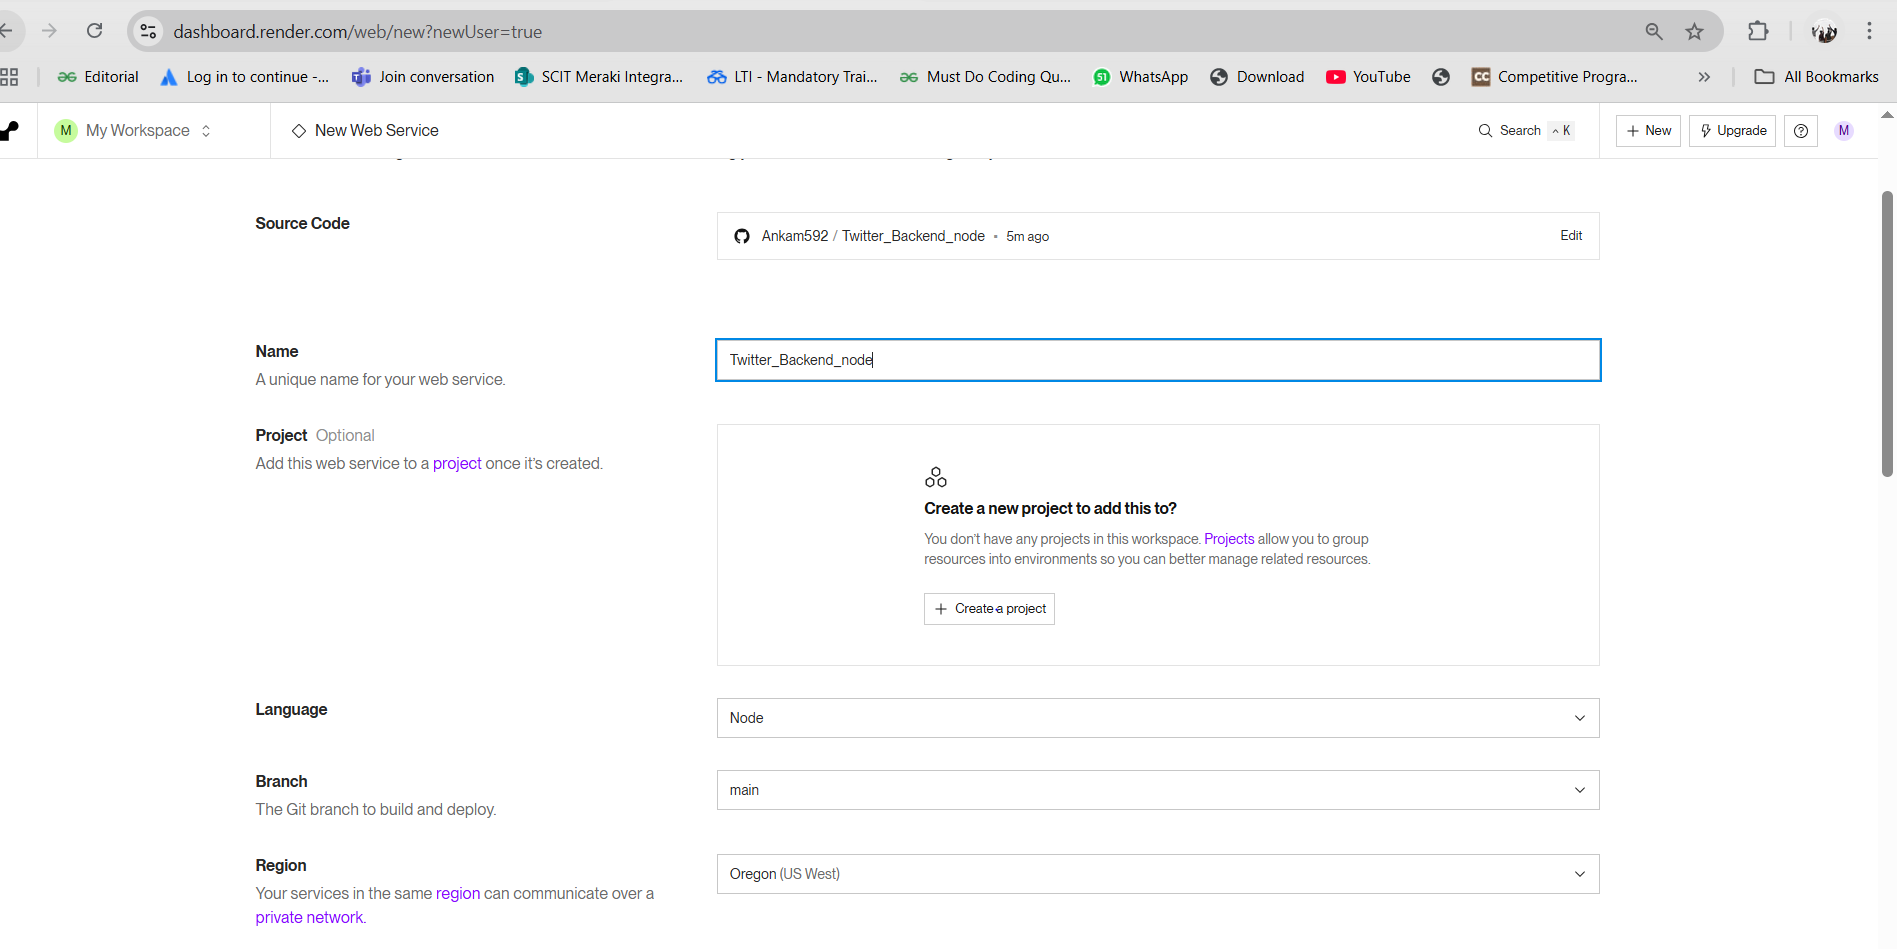 dashboard.render.com/web/new?newUser=true
Editorial
Log in to continue -...
Join conversation
SCIT Meraki Integra...
LTI - Mandatory Trai...
Must Do Coding Qu...
WhatsApp
Download
YouTube
CC Competitive Progra...
All Bookmarks
M My Workspace
New Web Service
Search
K
+ New
Upgrade
M
Source Code
Ankam592 / Twitter_Backend_node • 5m ago
Edit
Name
A unique name for your web service.
Twitter_Backend_node
Project Optional
Add this web service to a project once it's created.
Create a new project to add this to?
You don't have any projects in this workspace. Projects allow you to group
resources into environments so you can better manage related resources.
+ Create a project
Language
Node
Branch
The Git branch to build and deploy.
main
Region
Your services in the same region can communicate over a
private network.
Oregon (US West)